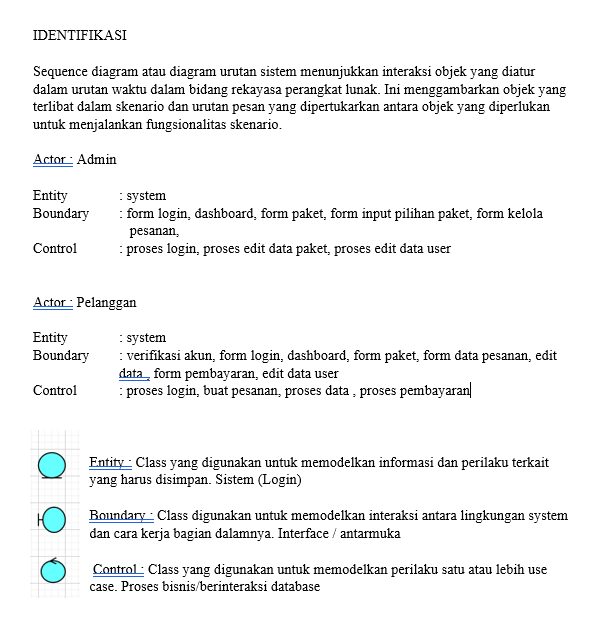 IDENTIFIKASI
Sequence diagram atau diagram urutan sistem menunjukkan interaksi objek yang diatur
dalam urutan waktu dalam bidang rekayasa perangkat lunak. Ini menggambarkan objek yang
terlibat dalam skenario dan urutan pesan yang dipertukarkan antara objek yang diperlukan
untuk menjalankan fungsionalitas skenario.
Actor : Admin
Entity : system
Boundary : form login, dashboard, form paket, form input pilihan paket, form kelola
pesanan,
Control : proses login, proses edit data paket, proses edit data user
Actor : Pelanggan
Entity : system
Boundary : verifikasi akun, form login, dashboard, form paket, form data pesanan, edit
data , form pembayaran, edit data user
Control : proses login, buat pesanan, proses data , proses pembayaran
Entity : Class yang digunakan untuk memodelkan informasi dan perilaku terkait
yang harus disimpan. Sistem (Login)
Boundary : Class digunakan untuk memodelkan interaksi antara lingkungan system
dan cara kerja bagian dalamnya. Interface / antarmuka
Control : Class yang digunakan untuk memodelkan perilaku satu atau lebih use
case. Proses bisnis/berinteraksi database